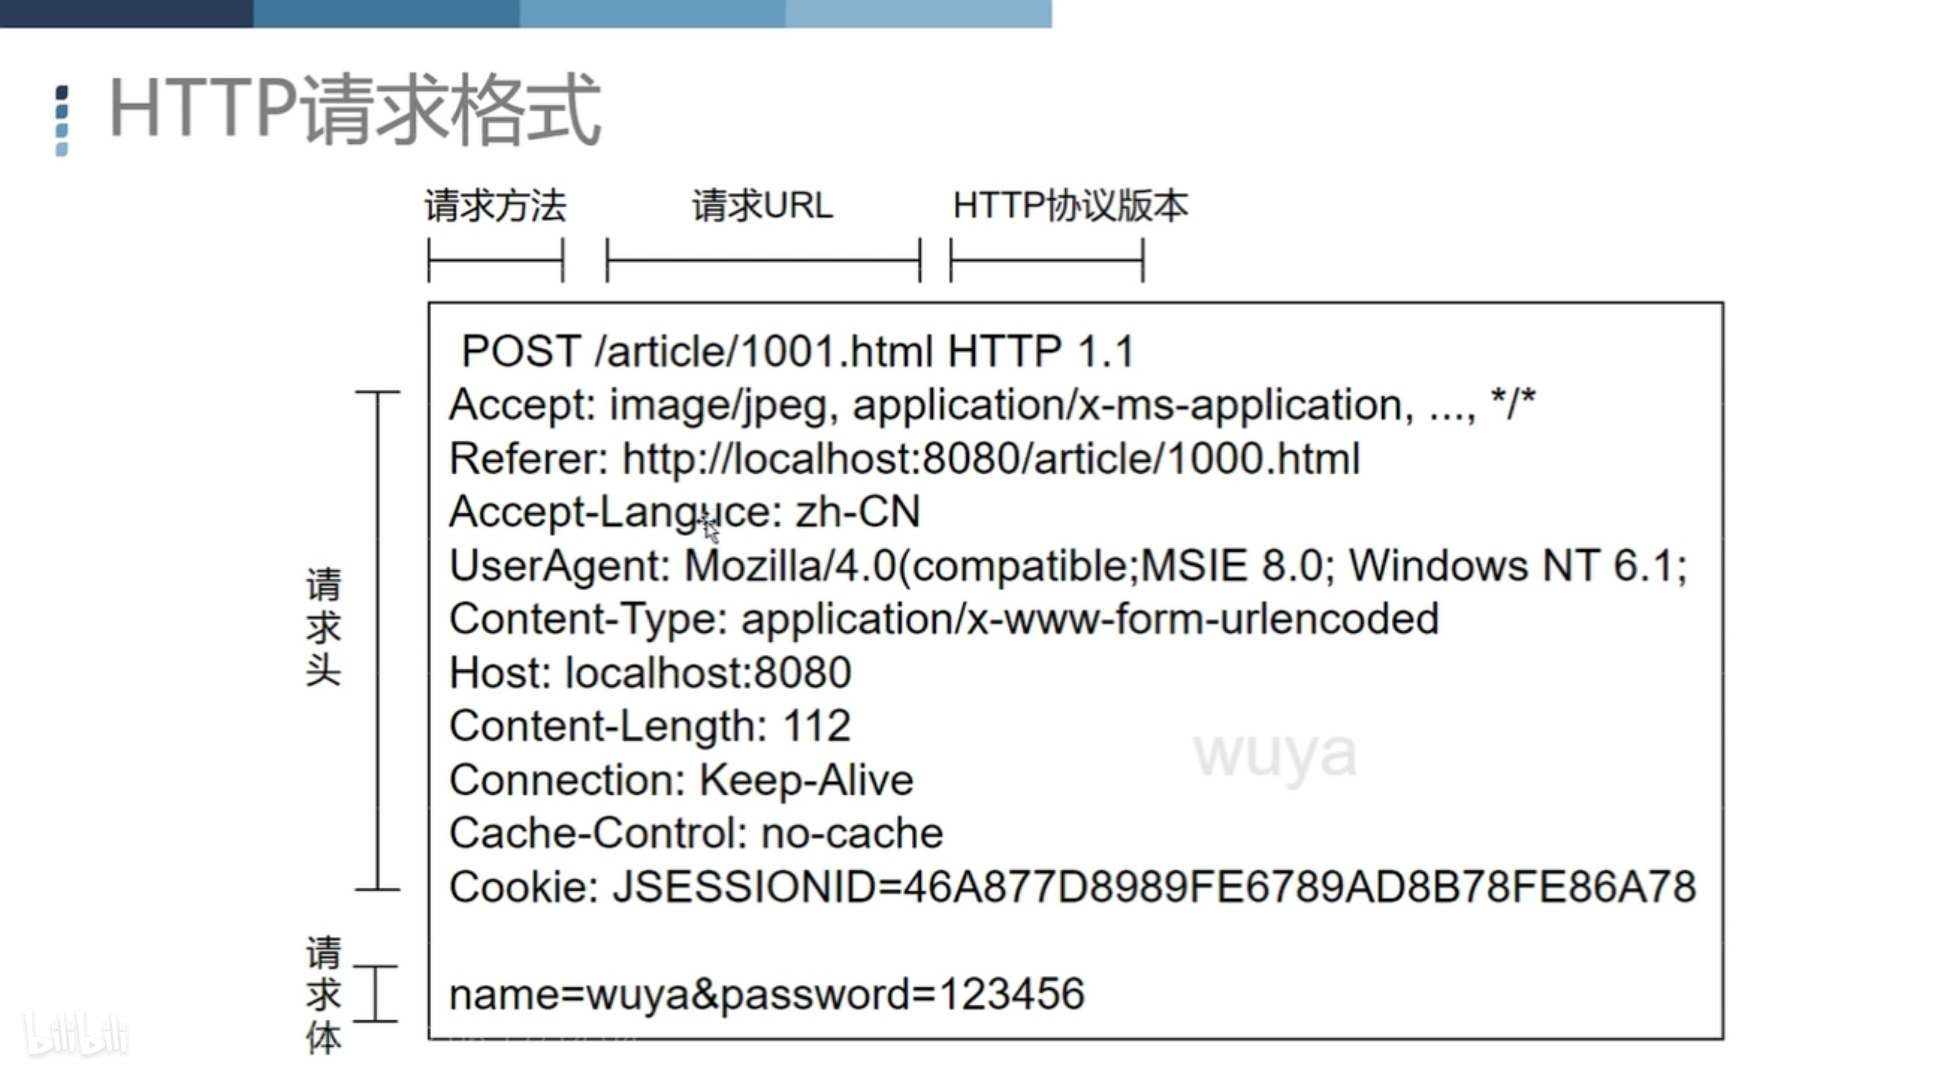 HTTP请求格式
请求方法 请求URL HTTP协议版本
POST /article/1001.html HTTP 1.1
Accept: image/jpeg, application/x-ms-application, ..., */*
Referer: http://localhost:8080/article/1000.html
Accept-Languce: zh-CN
UserAgent: Mozilla/4.0(compatible;MSIE 8.0; Windows NT 6.1;
Content-Type: application/x-www-form-urlencoded
Host: localhost:8080
Content-Length: 112
Connection: Keep-Alive
Cache-Control: no-cache
Cookie: JSESSIONID=46A877D8989FE6789AD8B78FE86A78
请求头
wuya
name=wuya&password=123456
请求体
bilibili